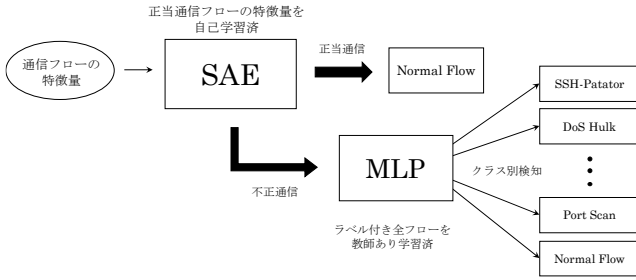 正当通信フローの特徴量を
自己学習済
通信フローの
特徴量
SAE
正当通信
Normal Flow
不正通信
MLP
ラベル付き全フローを
教師あり学習済
クラス別検知
SSH-Patator
DoS Hulk
Port Scan
Normal Flow